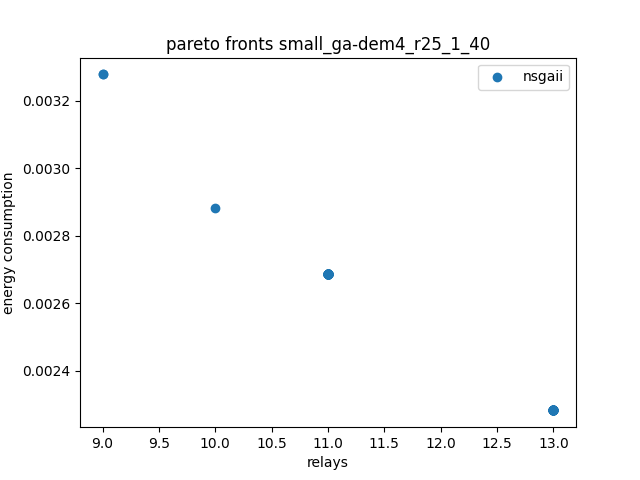 pareto fronts small_ga-dem4_r25_1_40
nsgaii
0.0032
0.0030
0.0028
0.0026
0.0024
energy consumption
9.0 9.5 10.0 10.5 11.0 11.5 12.0 12.5 13.0
relays